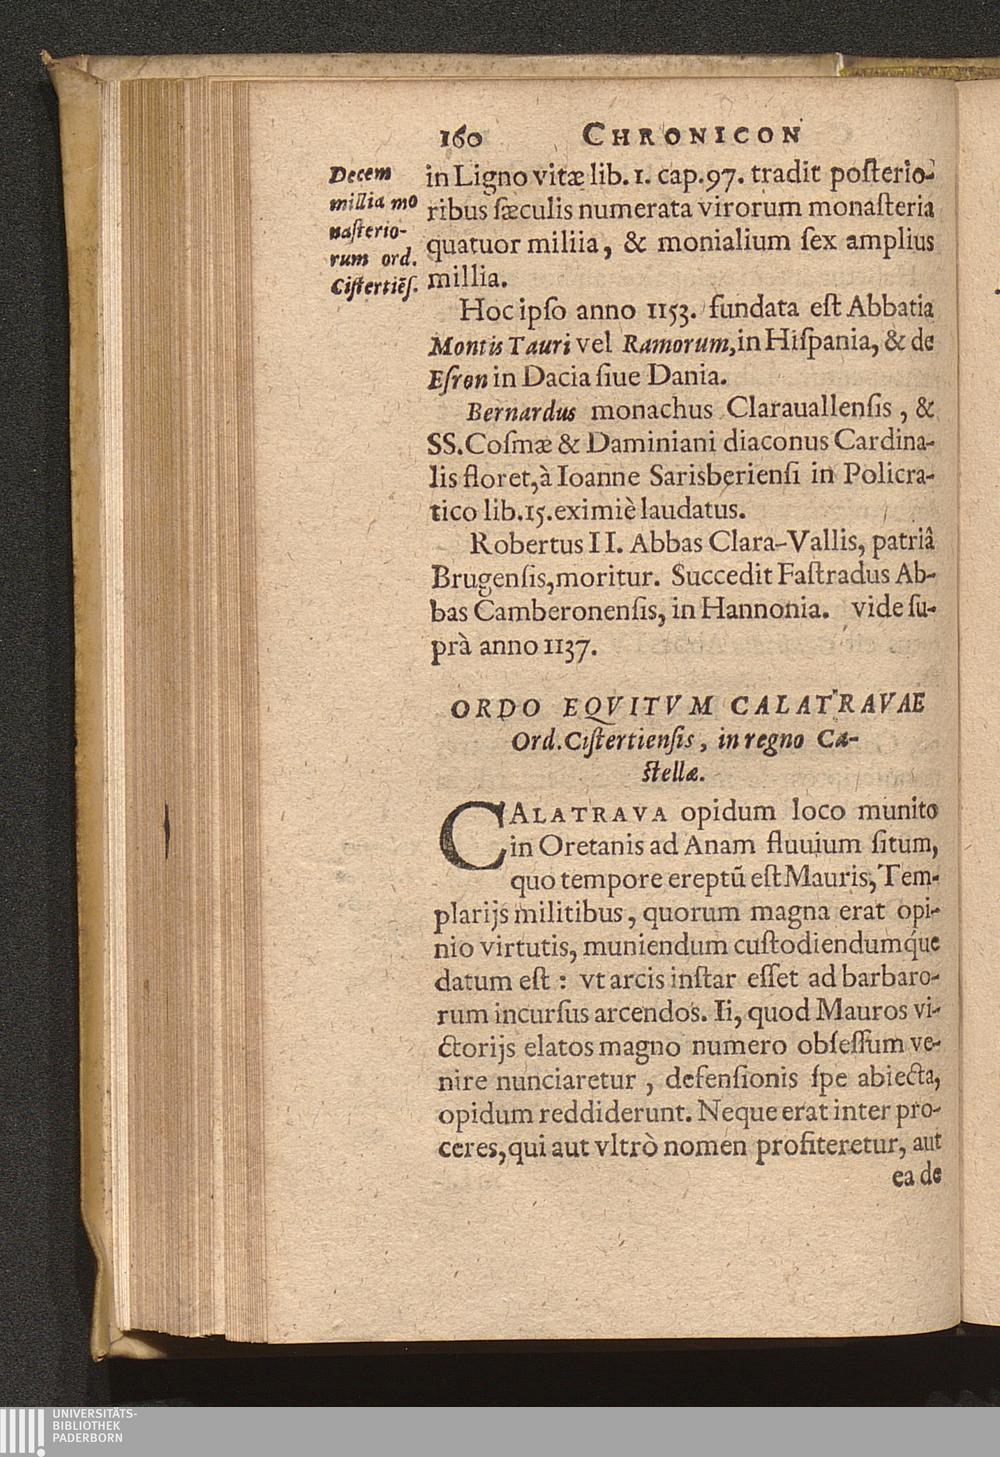 160 CHRONICON
Decem
millia mo
nasterio-
rum ord.
Cistertiēs.
in Ligno vitæ lib. 1. cap. 97. tradit posterio-
ribus sæculis numerata virorum monasteria
quatuor miliia, & monialium sex amplius
millia.
Hoc ipso anno 1153. fundata est Abbatia
Montis Tauri vel Ramorum, in Hispania, & de
Esron in Dacia siue Dania.
Bernardus monachus Clarauallensis, &
SS. Cosmæ & Daminiani diaconus Cardina-
lis floret, à Ioanne Sarisberiensi in Policra-
tico lib. 15. eximiè laudatus.
Robertus II. Abbas Clara-Vallis, patriâ
Brugensis, moritur. Succedit Fastradus Ab-
bas Camberonensis, in Hannonia. vide su-
prà anno 1137.
ORDO EQVITVM CALATRAVAE
Ord. Cistertiensis, in regno Ca-
stellæ.
CALATRAVA opidum loco munito
in Oretanis ad Anam fluuium situm,
quo tempore ereptū est Mauris, Tem-
plarijs militibus, quorum magna erat opi-
nio virtutis, muniendum custodiendumq́ue
datum est: vt arcis instar esset ad barbaro-
rum incursus arcendos. Ii, quod Mauros vi-
ctorijs elatos magno numero obsessum ve-
nire nunciaretur, defensionis spe abiecta,
opidum reddiderunt. Neque erat inter pro-
ceres, qui aut vltrò nomen profiteretur, aut
ea de
UNIVERSITÄTS-
BIBLIOTHEK
PADERBORN